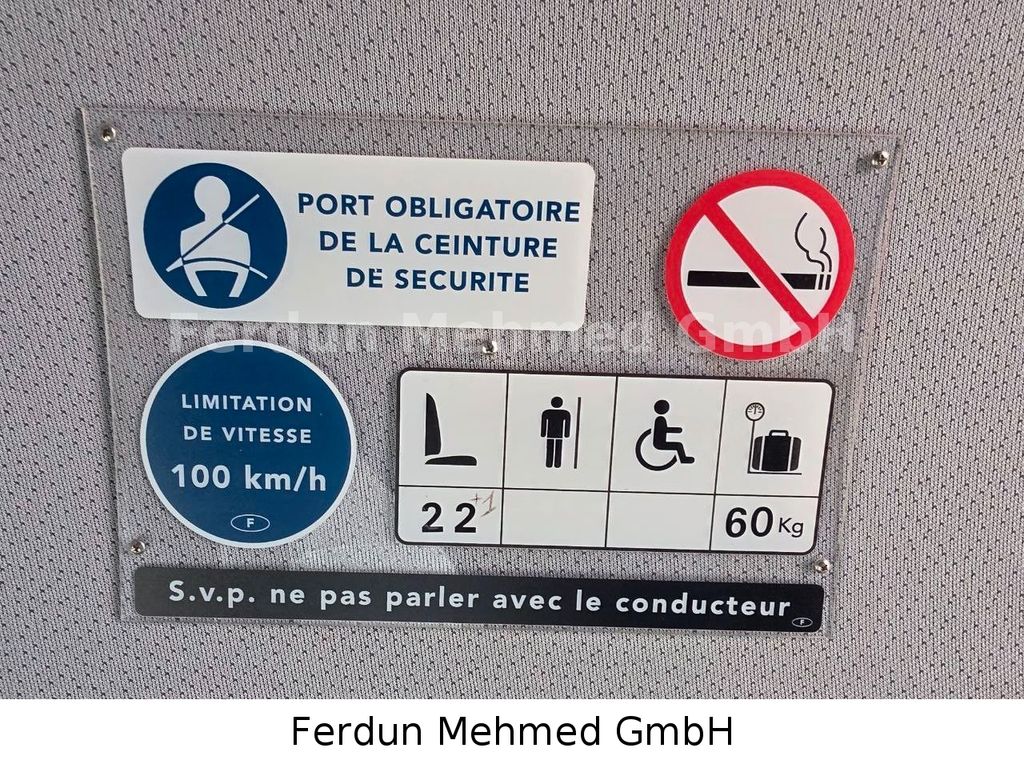 PORT OBLIGATOIRE
DE LA CEINTURE
DE SECURITE
Ferdun Mehmed GmbH
LIMITATION
DE VITESSE
100 km/h
F
22 +1
60 Kg
S.v.p. ne pas parler avec le conducteur
F
Ferdun Mehmed GmbH